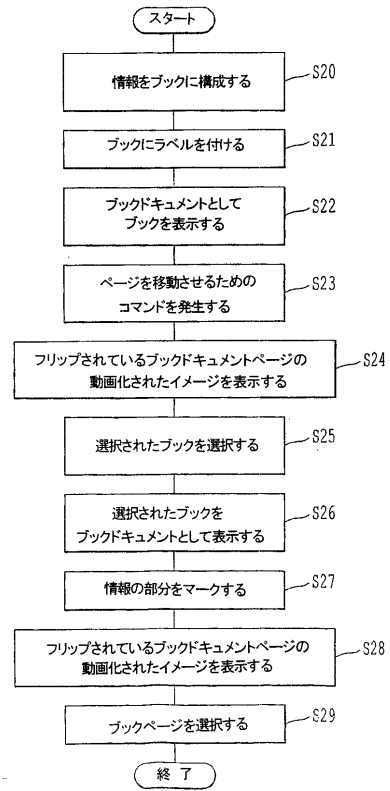 スタート
情報をブックに構成する
S20
ブックにラベルを付ける
S21
ブックドキュメントとして
ブックを表示する
S22
ページを移動させるための
コマンドを発生する
S23
フリップされているブックドキュメントページの
動画化されたイメージを表示する
S24
選択されたブックを選択する
S25
選択されたブックを
ブックドキュメントとして表示する
S26
情報の部分をマークする
S27
フリップされているブックドキュメントページの
動画化されたイメージを表示する
S28
ブックページを選択する
S29
終了